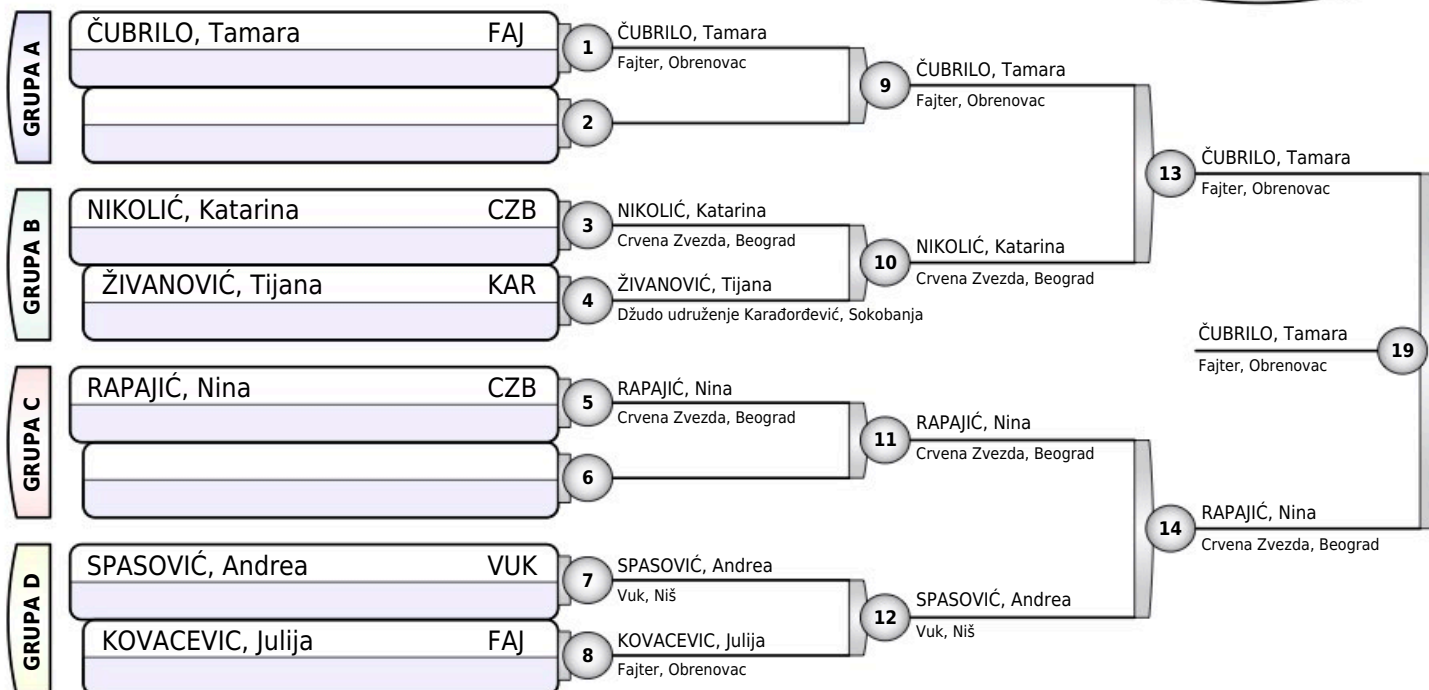 GRUPA A
ČUBRILO, Tamara FAJ
1
ČUBRILO, Tamara
Fajter, Obrenovac
2
9
ČUBRILO, Tamara
Fajter, Obrenovac
GRUPA B
NIKOLIĆ, Katarina CZB
3
NIKOLIĆ, Katarina
Crvena Zvezda, Beograd
ŽIVANOVIĆ, Tijana KAR
4
ŽIVANOVIĆ, Tijana
Džudo udruženje Karađorđević, Sokobanja
10
NIKOLIĆ, Katarina
Crvena Zvezda, Beograd
13
ČUBRILO, Tamara
Fajter, Obrenovac
GRUPA C
RAPAJIĆ, Nina CZB
5
RAPAJIĆ, Nina
Crvena Zvezda, Beograd
6
11
RAPAJIĆ, Nina
Crvena Zvezda, Beograd
GRUPA D
SPASOVIĆ, Andrea VUK
7
SPASOVIĆ, Andrea
Vuk, Niš
KOVACEVIC, Julija FAJ
8
KOVACEVIC, Julija
Fajter, Obrenovac
12
SPASOVIĆ, Andrea
Vuk, Niš
14
RAPAJIĆ, Nina
Crvena Zvezda, Beograd
ČUBRILO, Tamara
Fajter, Obrenovac
19